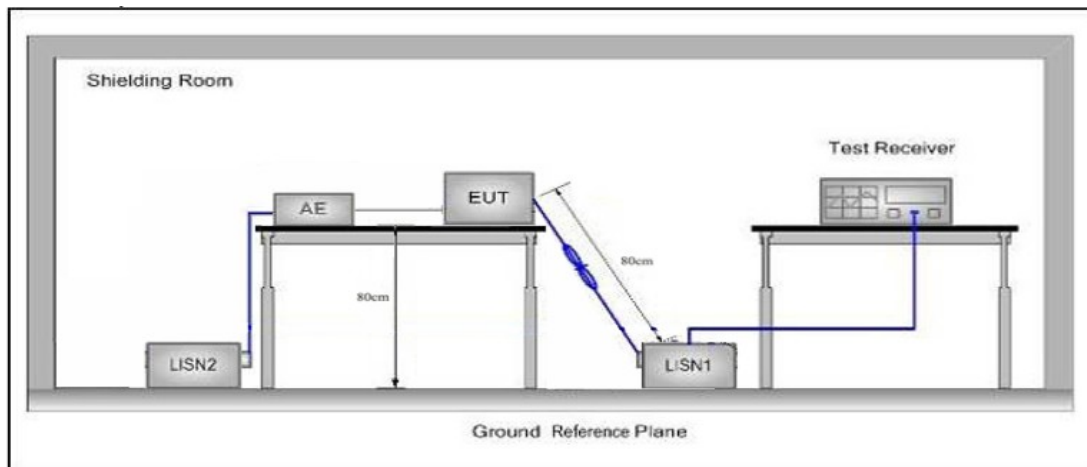 Shielding Room
Test Receiver
EUT
AE
80cm
80cm
LISN2
LISN1
Ground Reference Plane